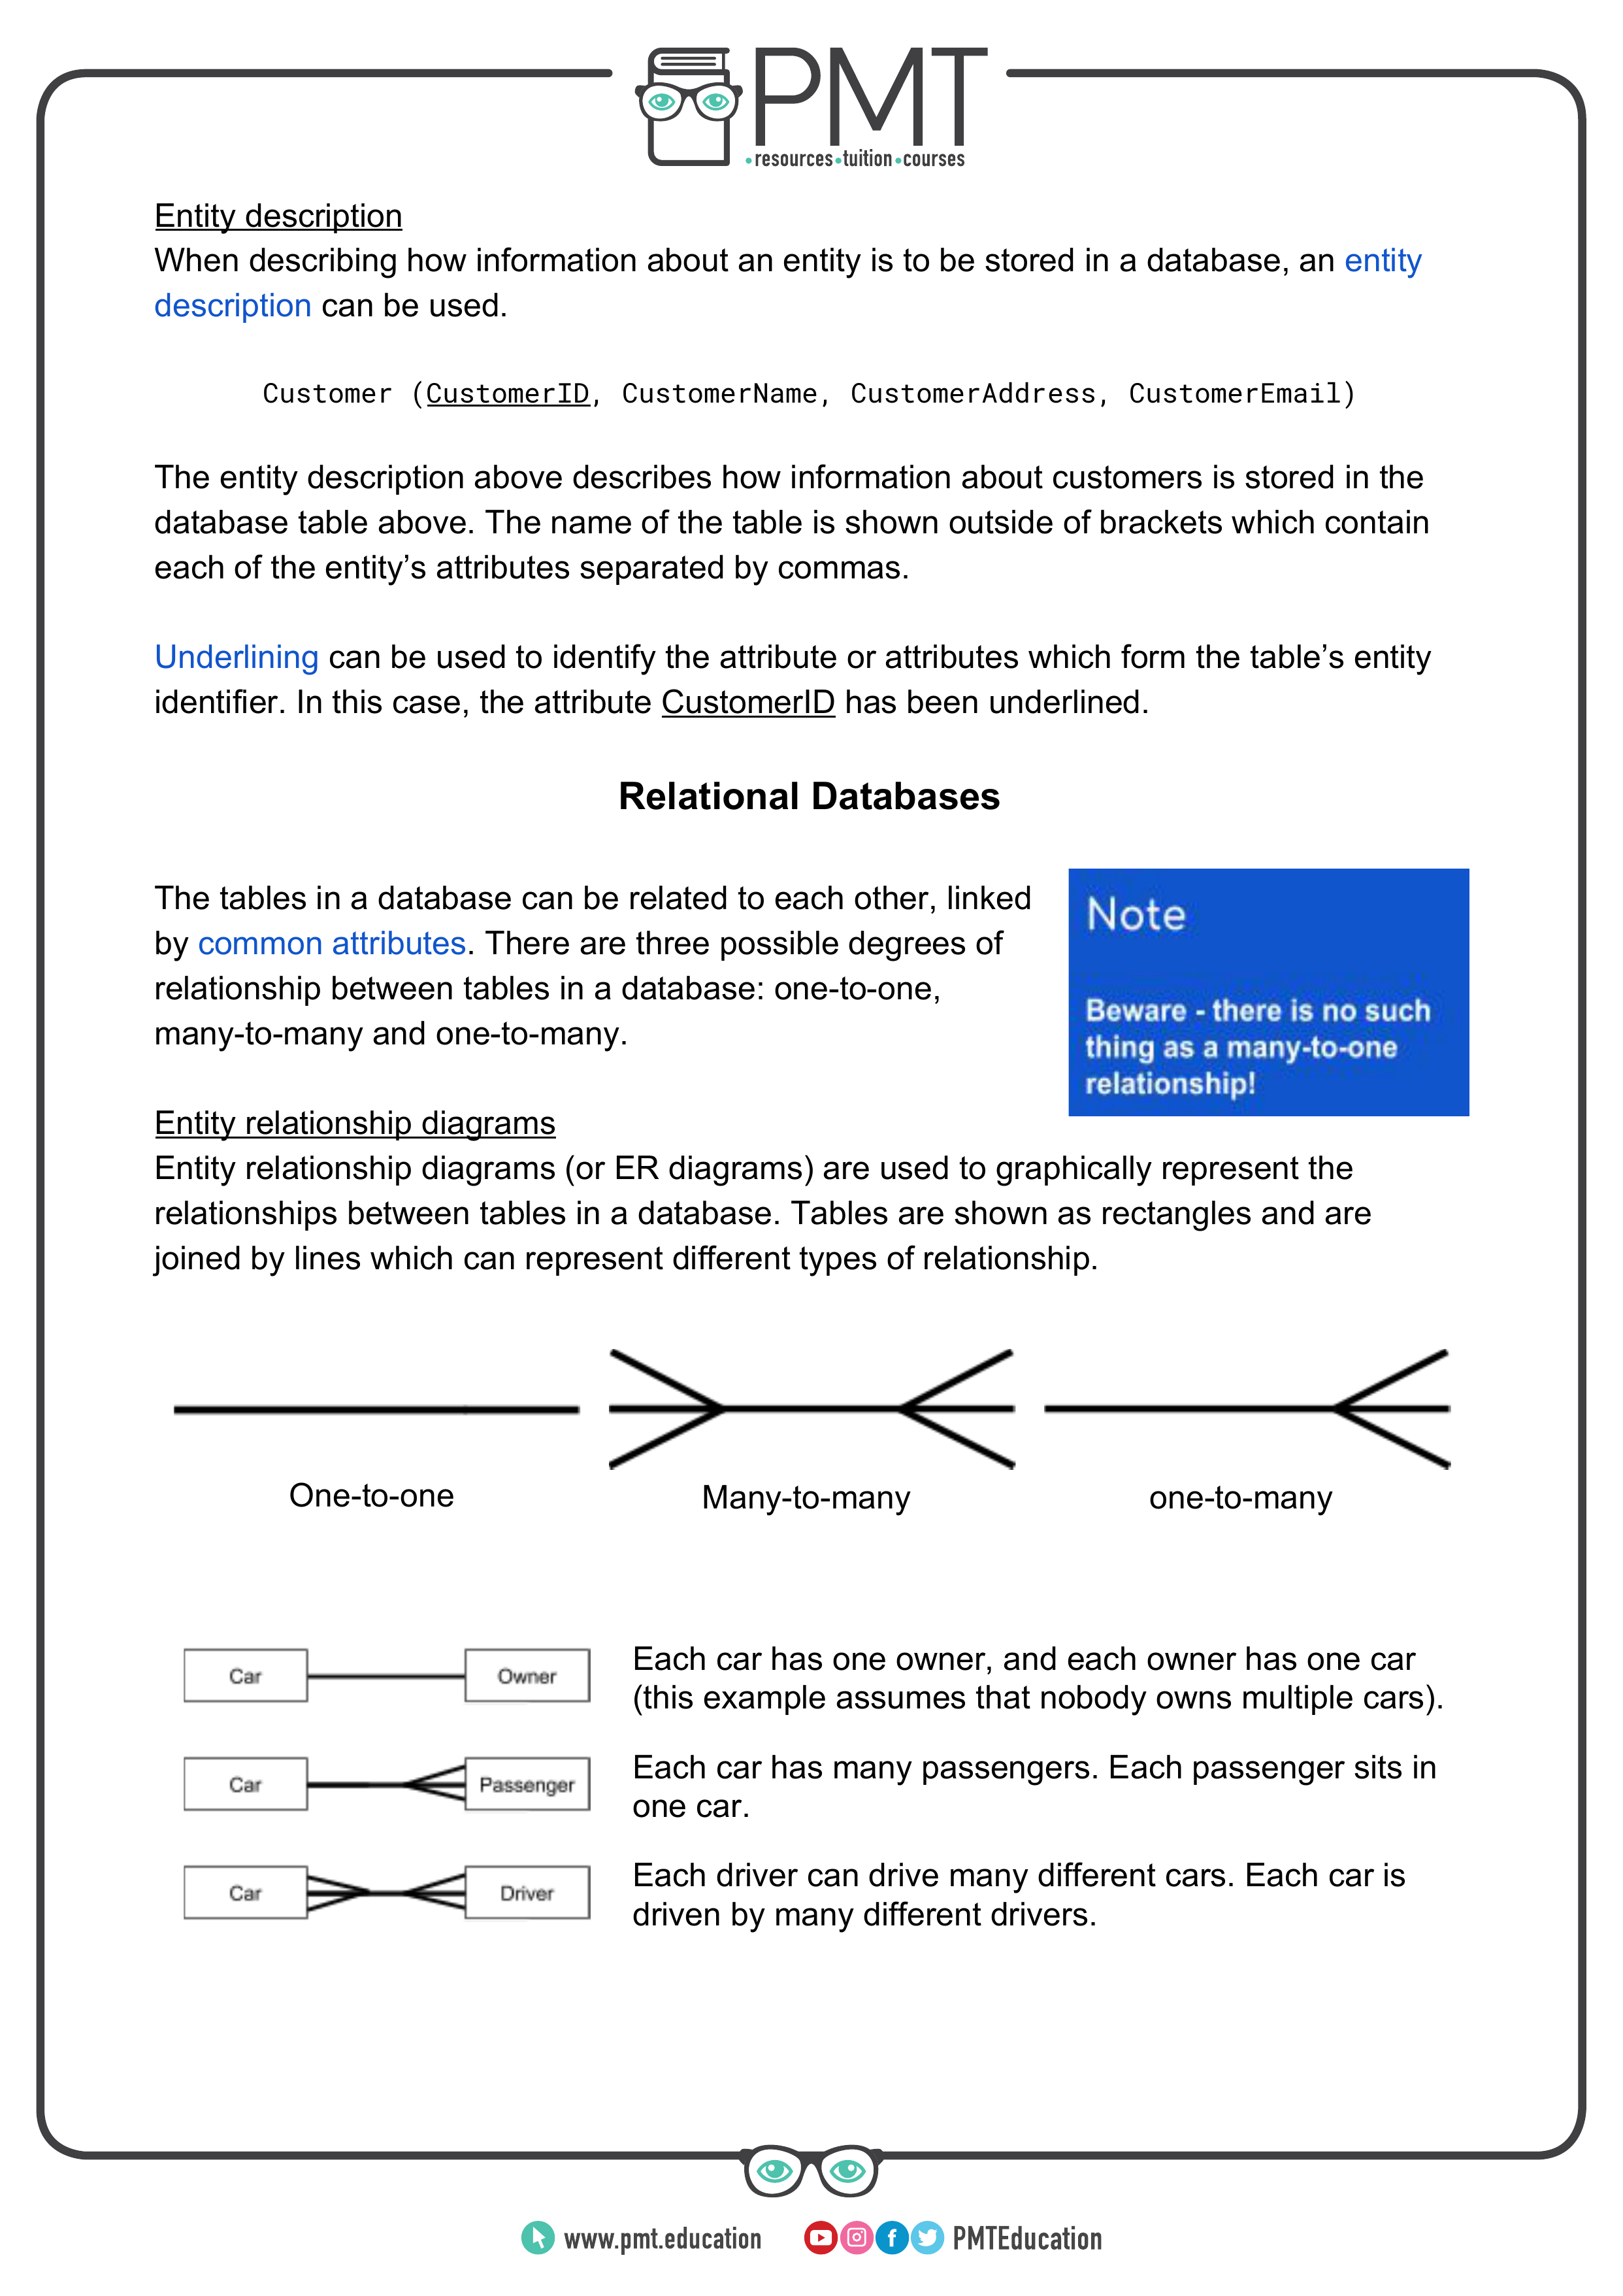 PMT
•resources•tuition•courses
Entity description
When describing how information about an entity is to be stored in a database, an entity
description can be used.
Customer (CustomerID, CustomerName, CustomerAddress, CustomerEmail)
The entity description above describes how information about customers is stored in the
database table above. The name of the table is shown outside of brackets which contain
each of the entity’s attributes separated by commas.
Underlining can be used to identify the attribute or attributes which form the table’s entity
identifier. In this case, the attribute CustomerID has been underlined.
Relational Databases
The tables in a database can be related to each other, linked
by common attributes. There are three possible degrees of
relationship between tables in a database: one-to-one,
many-to-many and one-to-many.
Note
Beware - there is no such
thing as a many-to-one
relationship!
Entity relationship diagrams
Entity relationship diagrams (or ER diagrams) are used to graphically represent the
relationships between tables in a database. Tables are shown as rectangles and are
joined by lines which can represent different types of relationship.
One-to-one
Many-to-many
one-to-many
Car
Owner
Each car has one owner, and each owner has one car
(this example assumes that nobody owns multiple cars).
Car
Passenger
Each car has many passengers. Each passenger sits in
one car.
Car
Driver
Each driver can drive many different cars. Each car is
driven by many different drivers.
www.pmt.education
PMTEducation